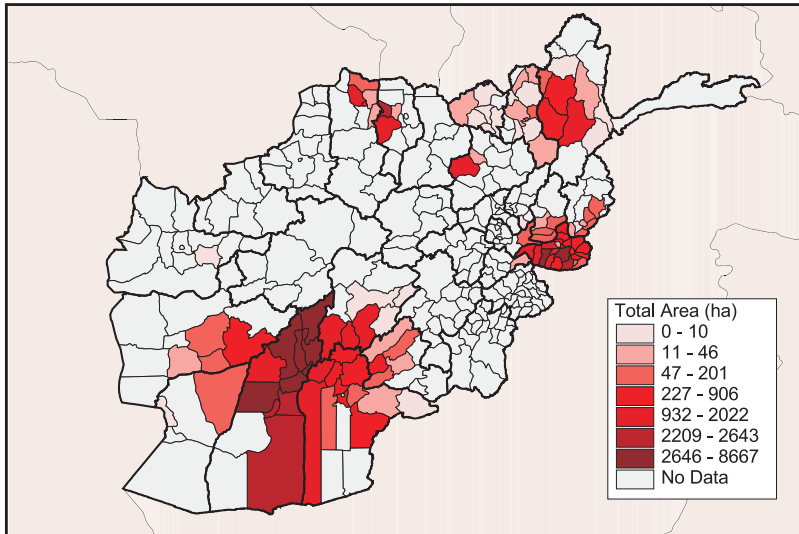 Total Area (ha)
0 - 10
11 - 46
47 - 201
227 - 906
932 - 2022
2209 - 2643
2646 - 8667
No Data